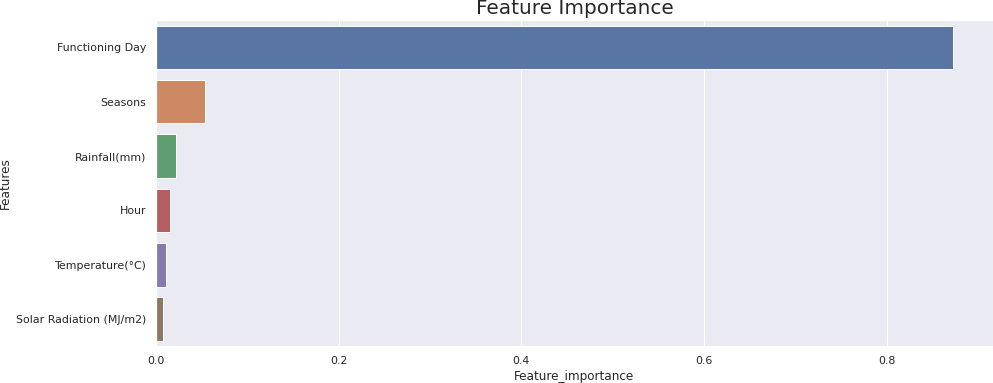 Feature Importance
Features
Functioning Day
Seasons
Rainfall(mm)
Hour
Temperature(°C)
Solar Radiation (MJ/m2)
0.0 0.2 0.4 0.6 0.8
Feature_importance